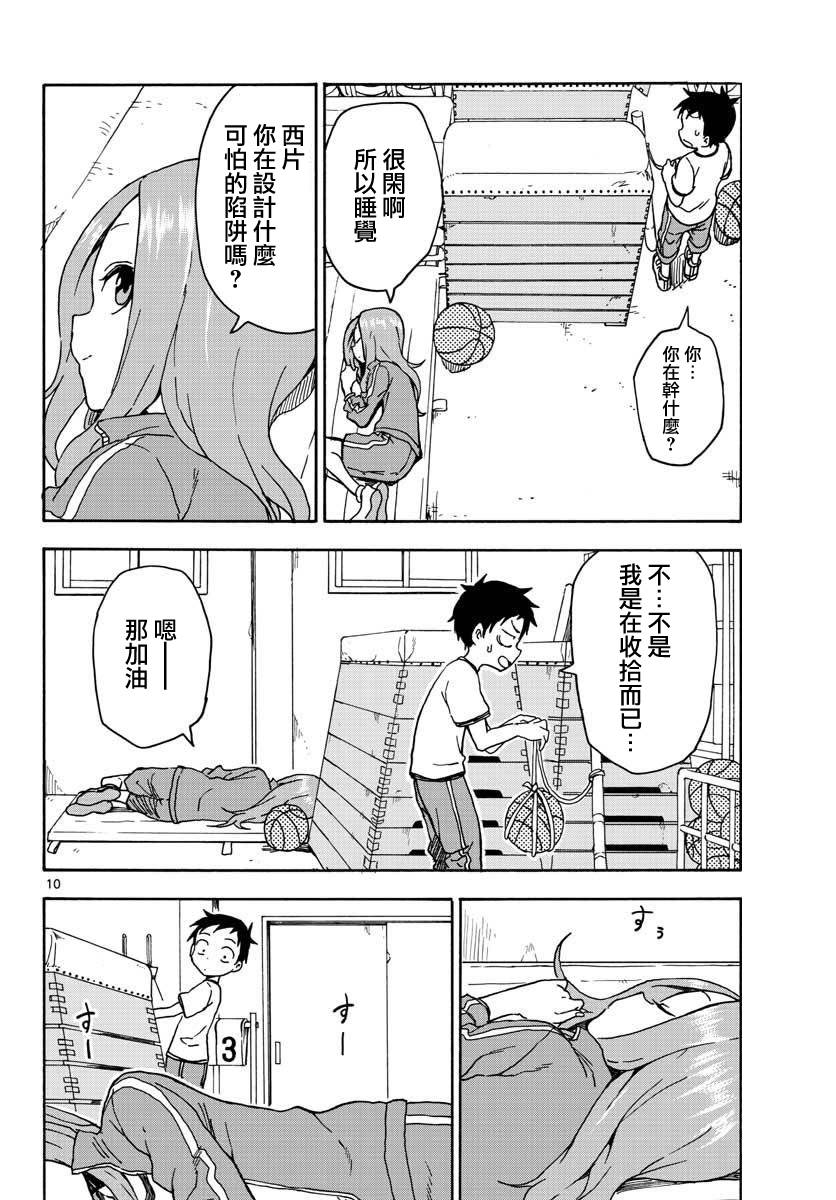 你…
你在幹什麼?
很閑啊
所以睡覺
西片
你在設計什麼
可怕的陷阱嗎?
不…不是
我是在收拾而已…
嗯——
那加油
10
すぅ
すー
3
すー